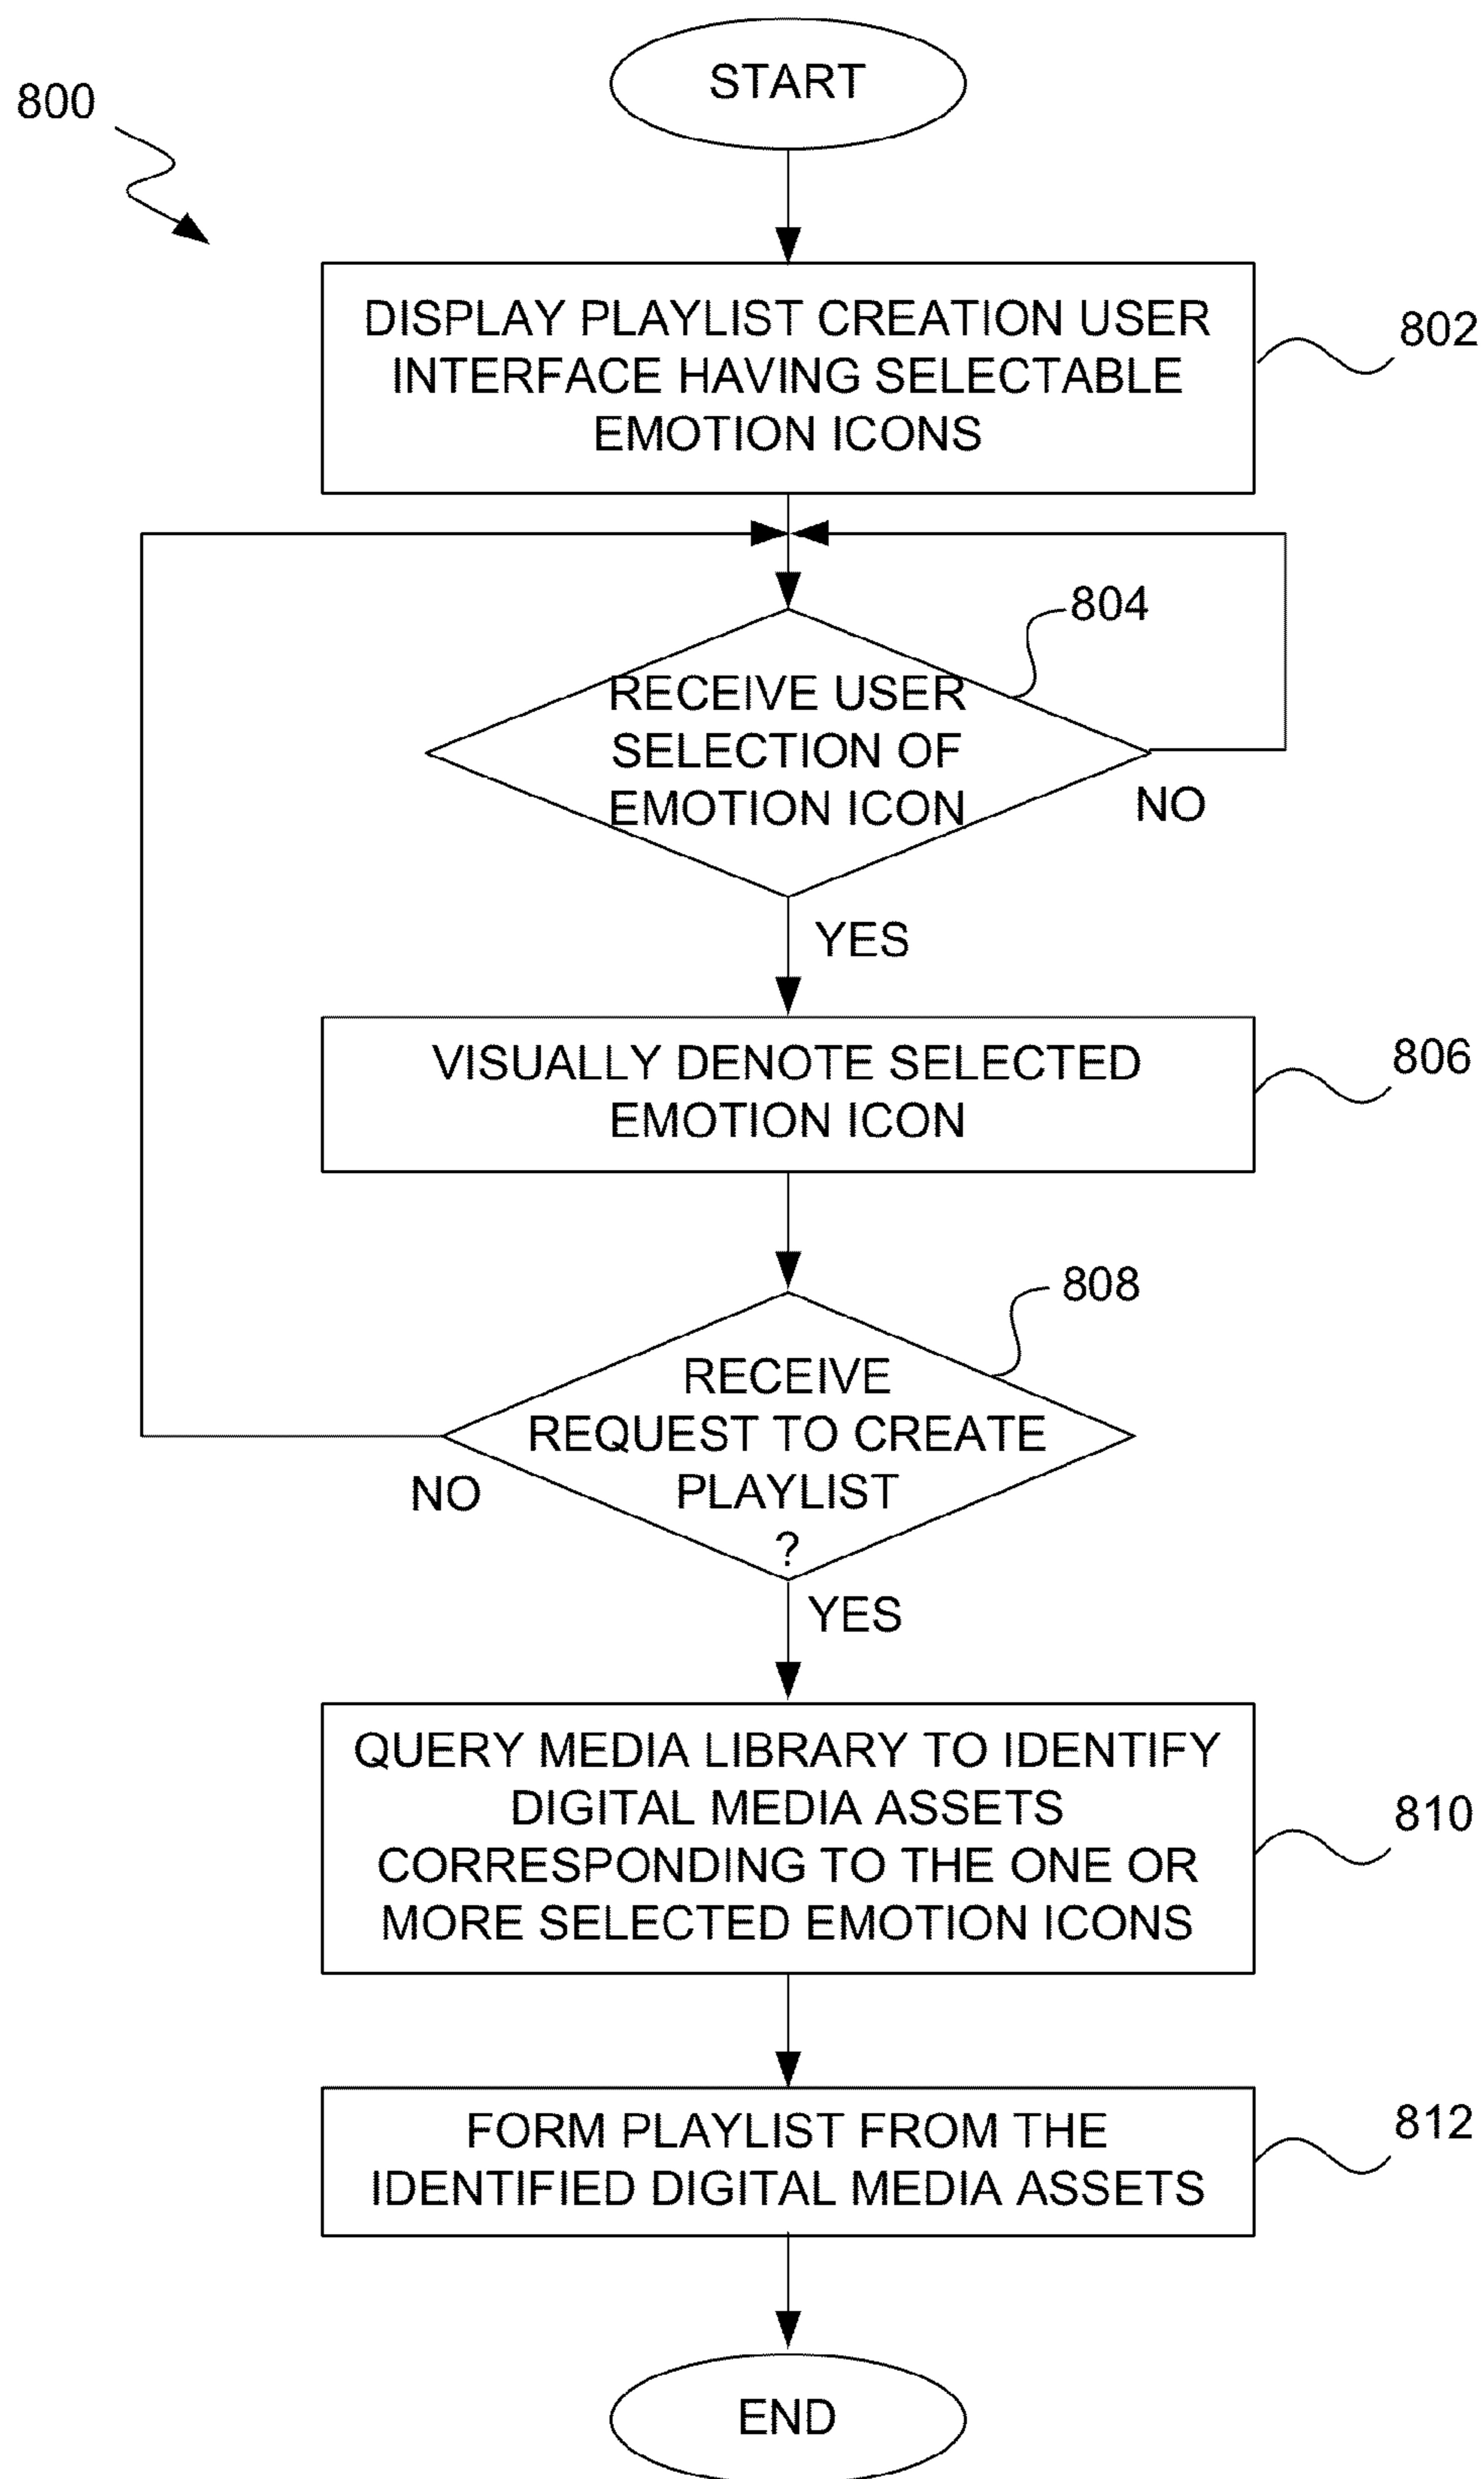 START
800
DISPLAY PLAYLIST CREATION USER
INTERFACE HAVING SELECTABLE
EMOTION ICONS
802
804
RECEIVE USER
SELECTION OF
EMOTION ICON
NO
YES
VISUALLY DENOTE SELECTED
EMOTION ICON
806
808
RECEIVE
REQUEST TO CREATE
PLAYLIST
?
NO
YES
QUERY MEDIA LIBRARY TO IDENTIFY
DIGITAL MEDIA ASSETS
CORRESPONDING TO THE ONE OR
MORE SELECTED EMOTION ICONS
810
FORM PLAYLIST FROM THE
IDENTIFIED DIGITAL MEDIA ASSETS
812
END